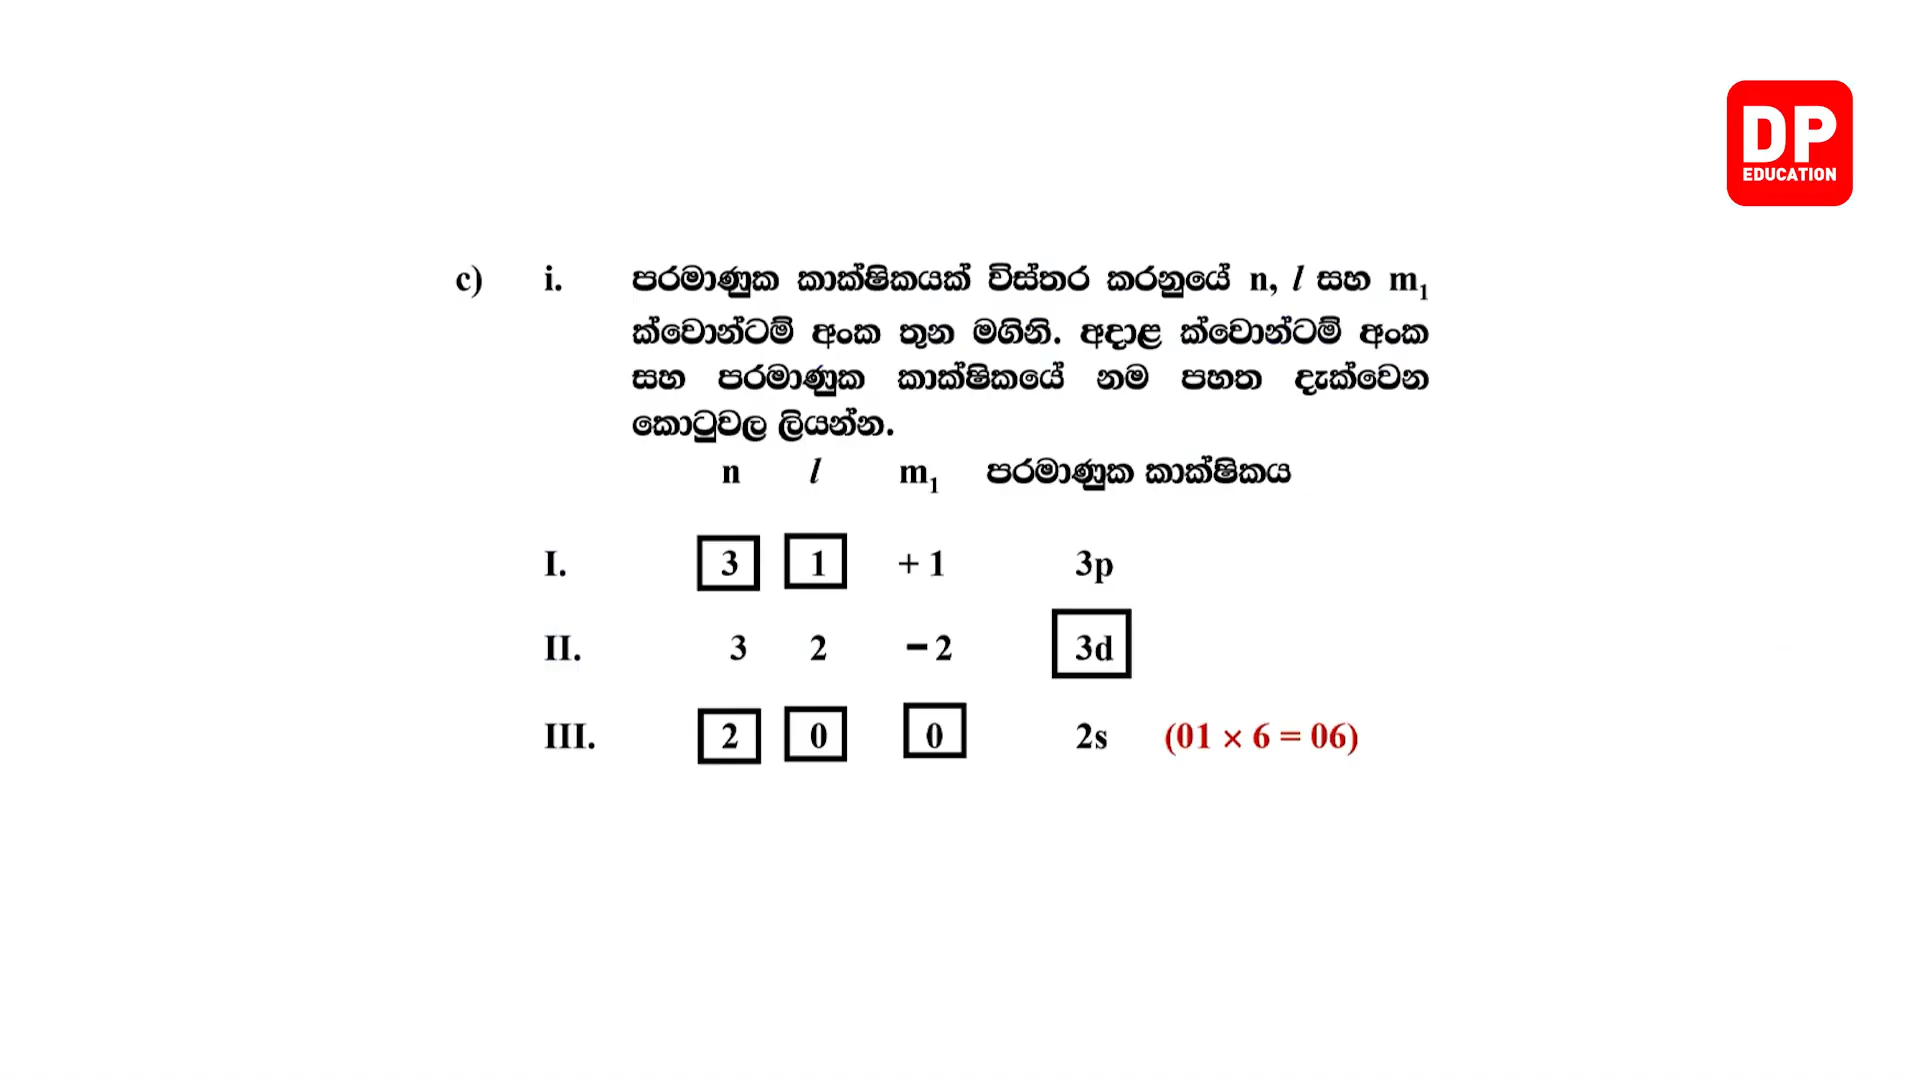 DP
EDUCATION
c) i. පරමාණුක කාක්ෂිකයක් විස්තර කරනුයේ n, l සහ m₁
ක්වොන්ටම් අංක තුන මගිනි. අදාළ ක්වොන්ටම් අංක
සහ පරමාණුක කාක්ෂිකයේ නම පහත දැක්වෙන
කොටුවල ලියන්න.
n l m₁ පරමාණුක කාක්ෂිකය
I. 3 1 + 1 3p
II. 3 2 – 2 3d
III. 2 0 0 2s (01 × 6 = 06)